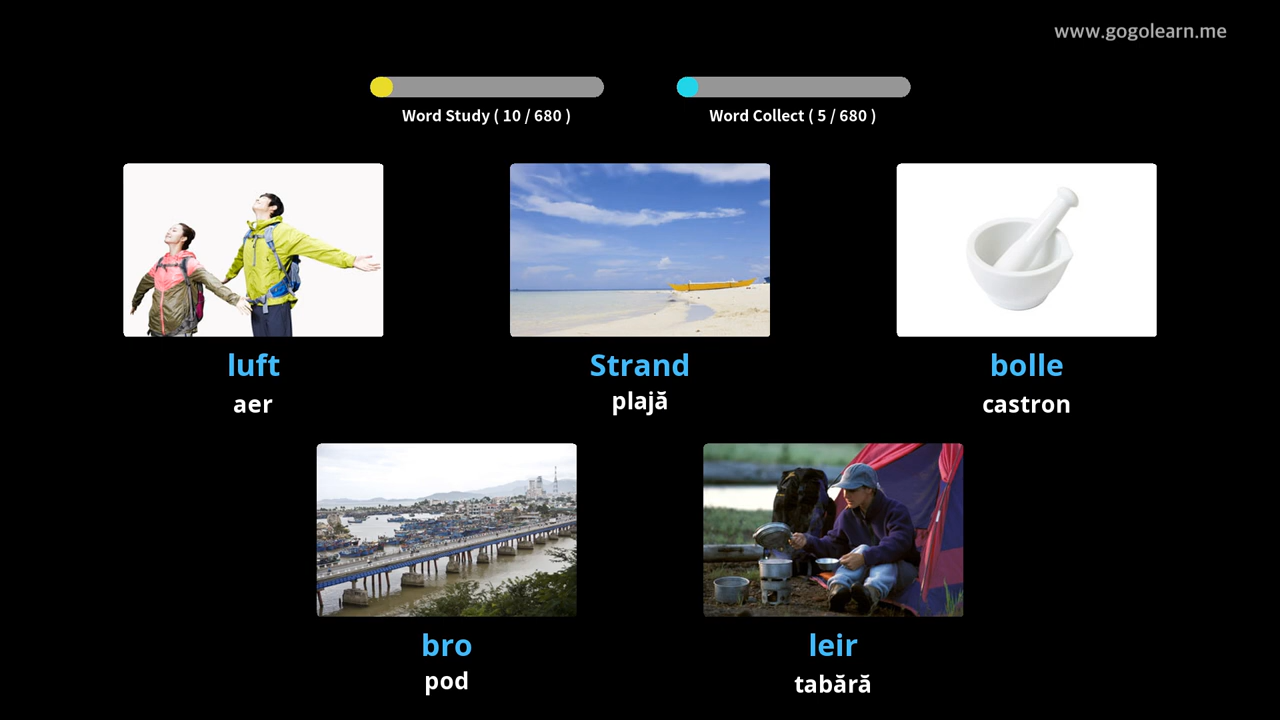 www.gogolearn.me
Word Study ( 10 / 680 )
Word Collect ( 5 / 680 )
luft
aer
Strand
plajă
bolle
castron
bro
pod
leir
tabără